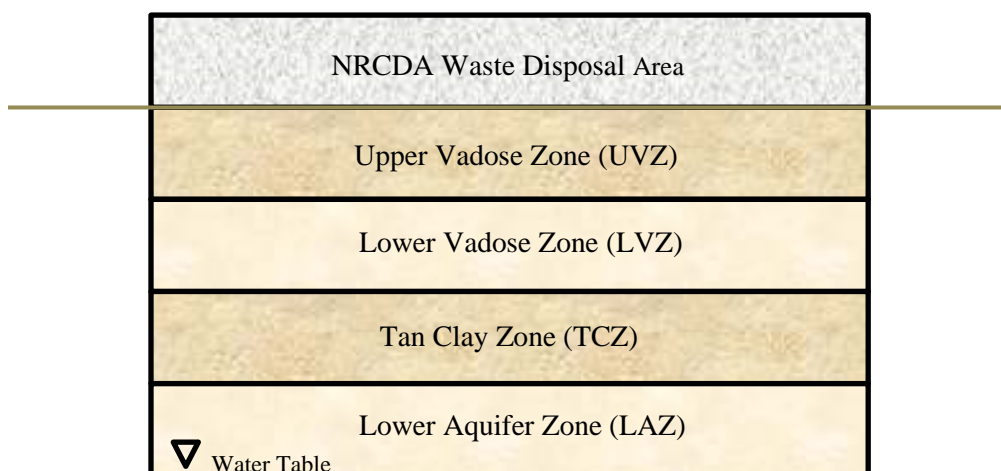 NRCDA Waste Disposal Area
Upper Vadose Zone (UVZ)
Lower Vadose Zone (LVZ)
Tan Clay Zone (TCZ)
Lower Aquifer Zone (LAZ)
Water Table